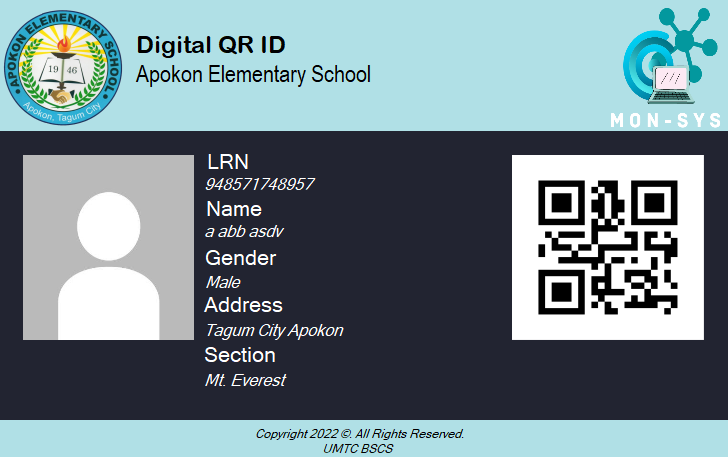 APOKON ELEMENTARY SCHOOL
19 46
Apokon, Tagum City
Digital QR ID
Apokon Elementary School
MON-SYS
LRN
948571748957
Name
a abb asdv
Gender
Male
Address
Tagum City Apokon
Section
Mt. Everest
Copyright 2022 ©. All Rights Reserved.
UMTC BSCS